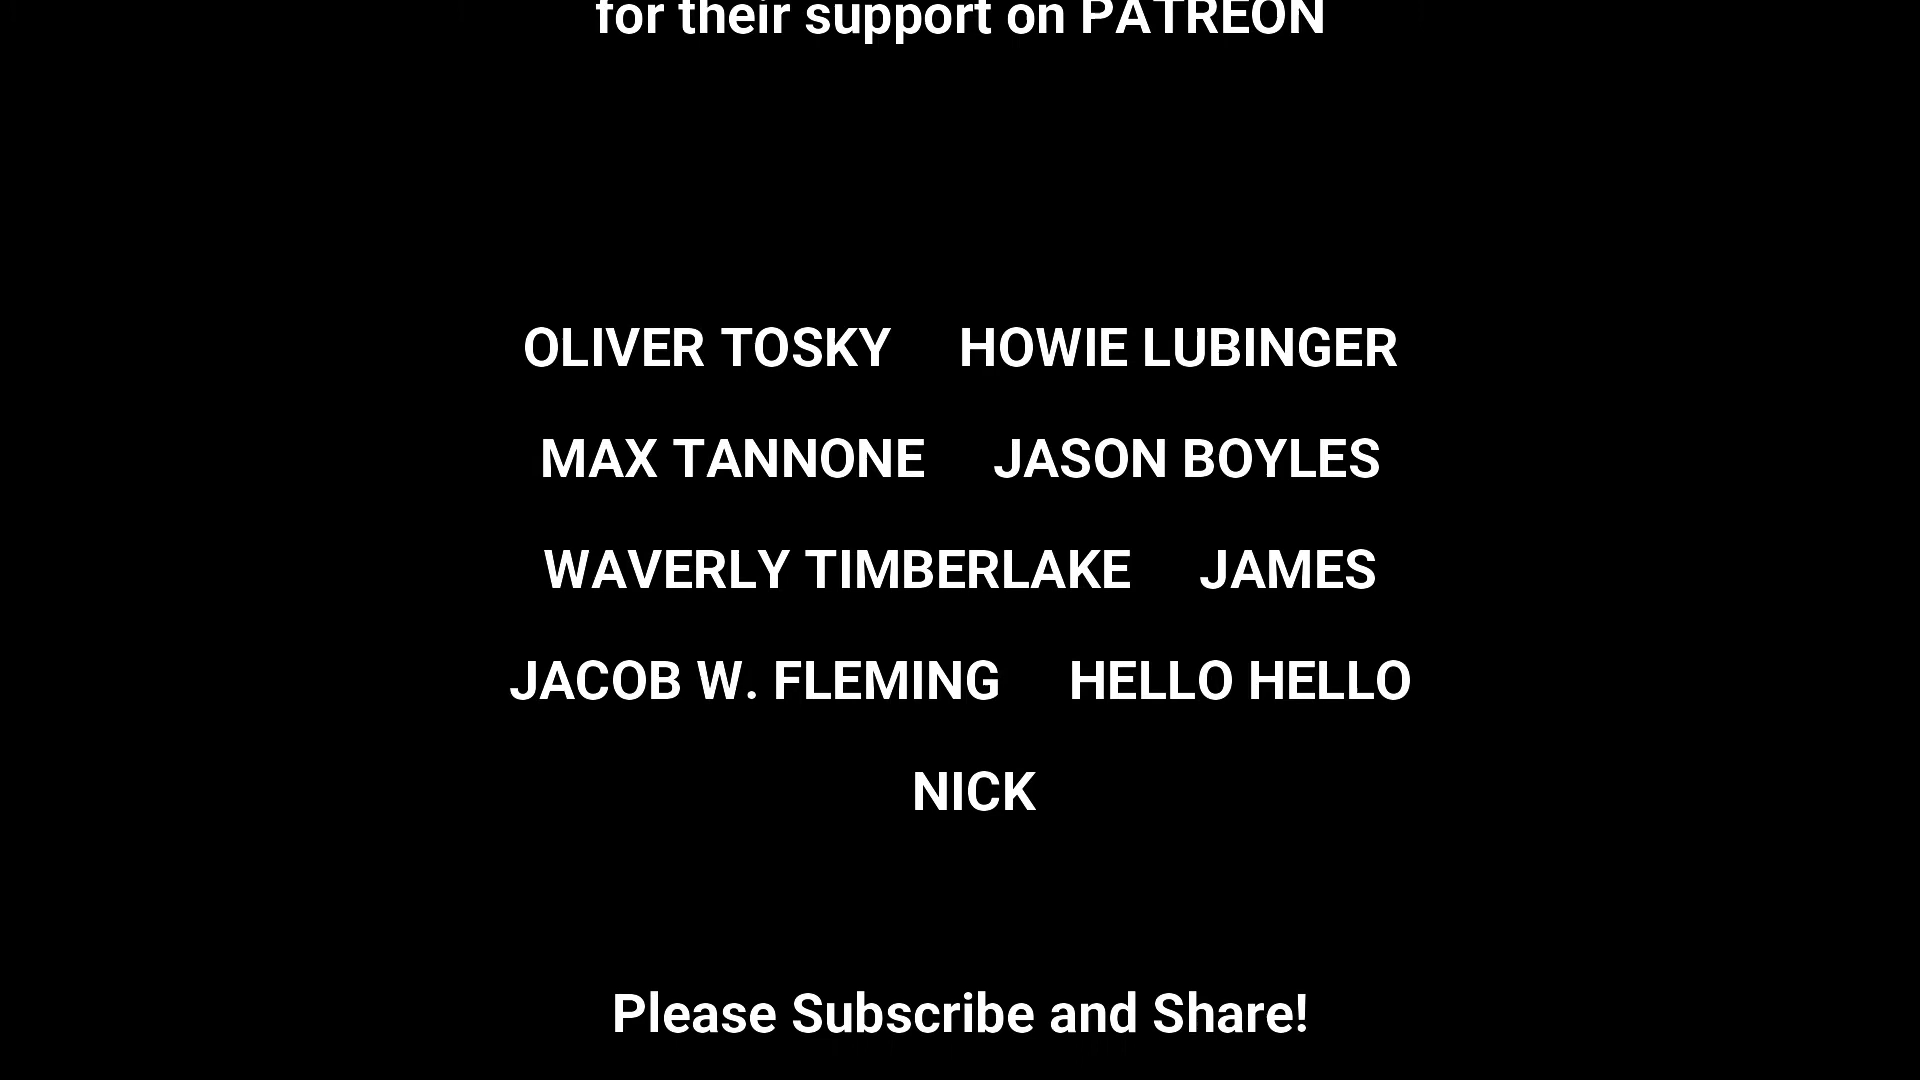 for their support on PATREON
OLIVER TOSKY HOWIE LUBINGER
MAX TANNONE JASON BOYLES
WAVERLY TIMBERLAKE JAMES
JACOB W. FLEMING HELLO HELLO
NICK
Please Subscribe and Share!